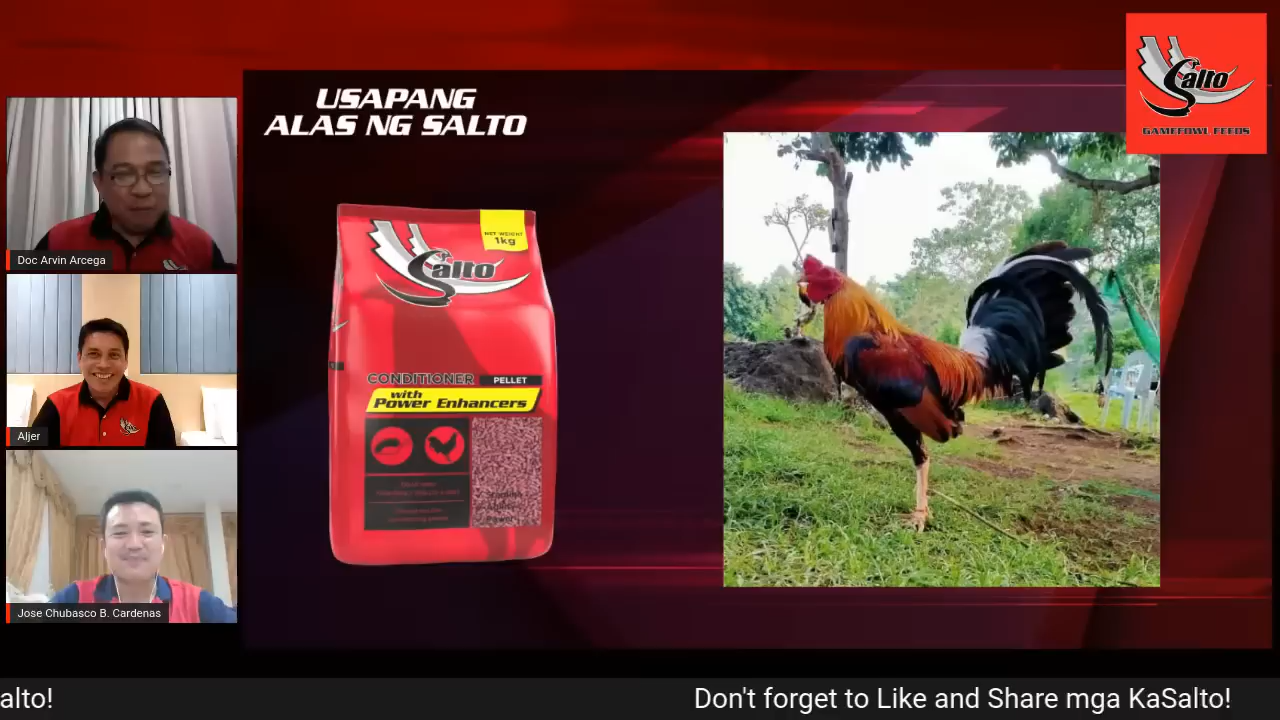 USAPANG
ALAS NG SALTO
Salto
GAMEFOWL FEEDS
Doc Arvin Arcega
Aljer
Jose Chubasco B. Cardenas
NET WEIGHT
1kg
Salto
CONDITIONER PELLET
with
Power Enhancers
alto!
Don't forget to Like and Share mga KaSalto!